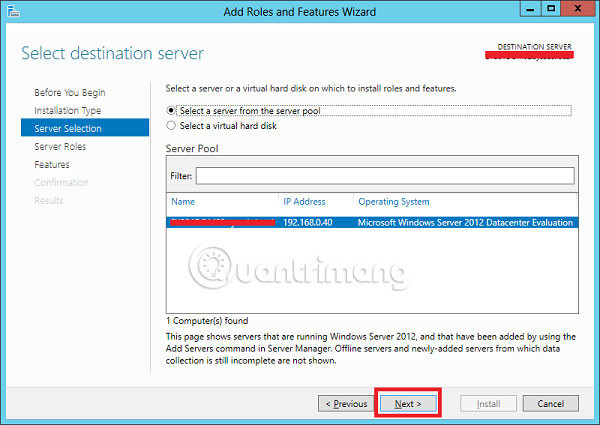 Add Roles and Features Wizard
Select destination server
DESTINATION SERVER
Before You Begin
Installation Type
Server Selection
Server Roles
Features
Confirmation
Results
Select a server or a virtual hard disk on which to install roles and features.
Select a server from the server pool
Select a virtual hard disk
Server Pool
Filter:
Name IP Address Operating System
192.168.0.40 Microsoft Windows Server 2012 Datacenter Evaluation
Quantrimang
1 Computer(s) found
This page shows servers that are running Windows Server 2012, and that have been added by using the
Add Servers command in Server Manager. Offline servers and newly-added servers from which data
collection is still incomplete are not shown.
< Previous Next > Install Cancel